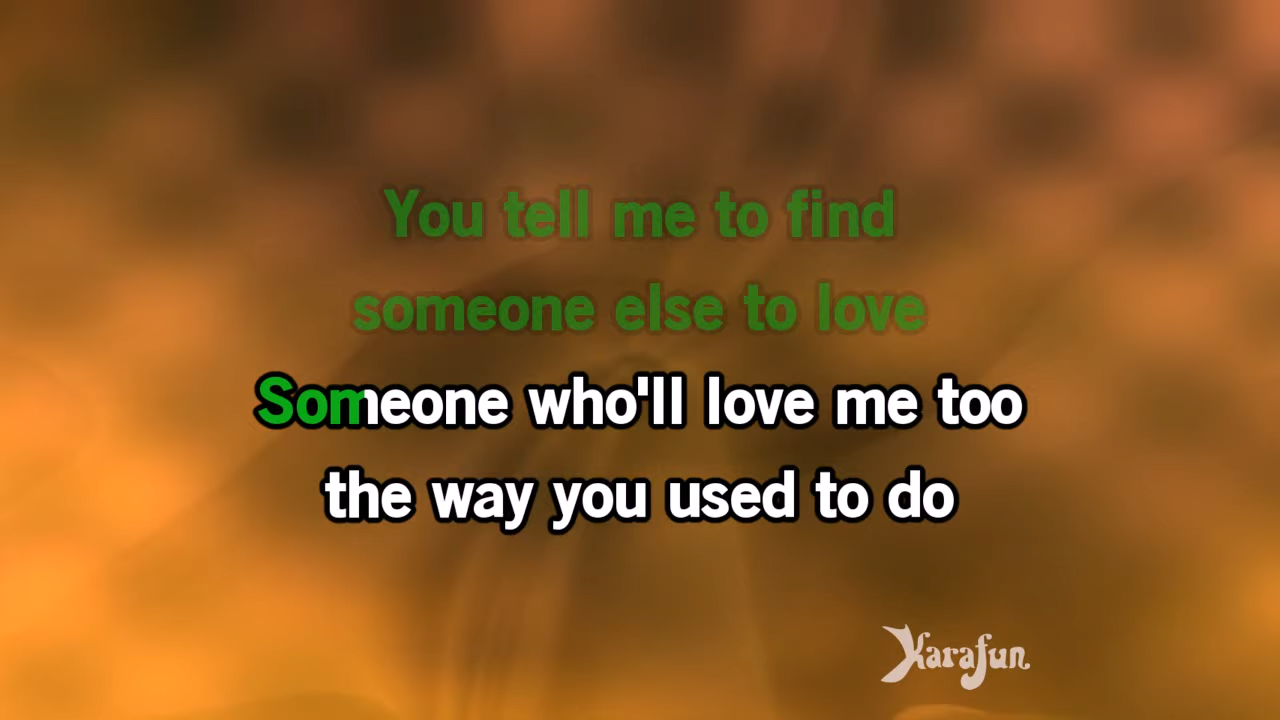 You tell me to find
someone else to love
Someone who'll love me too
the way you used to do
Karafun